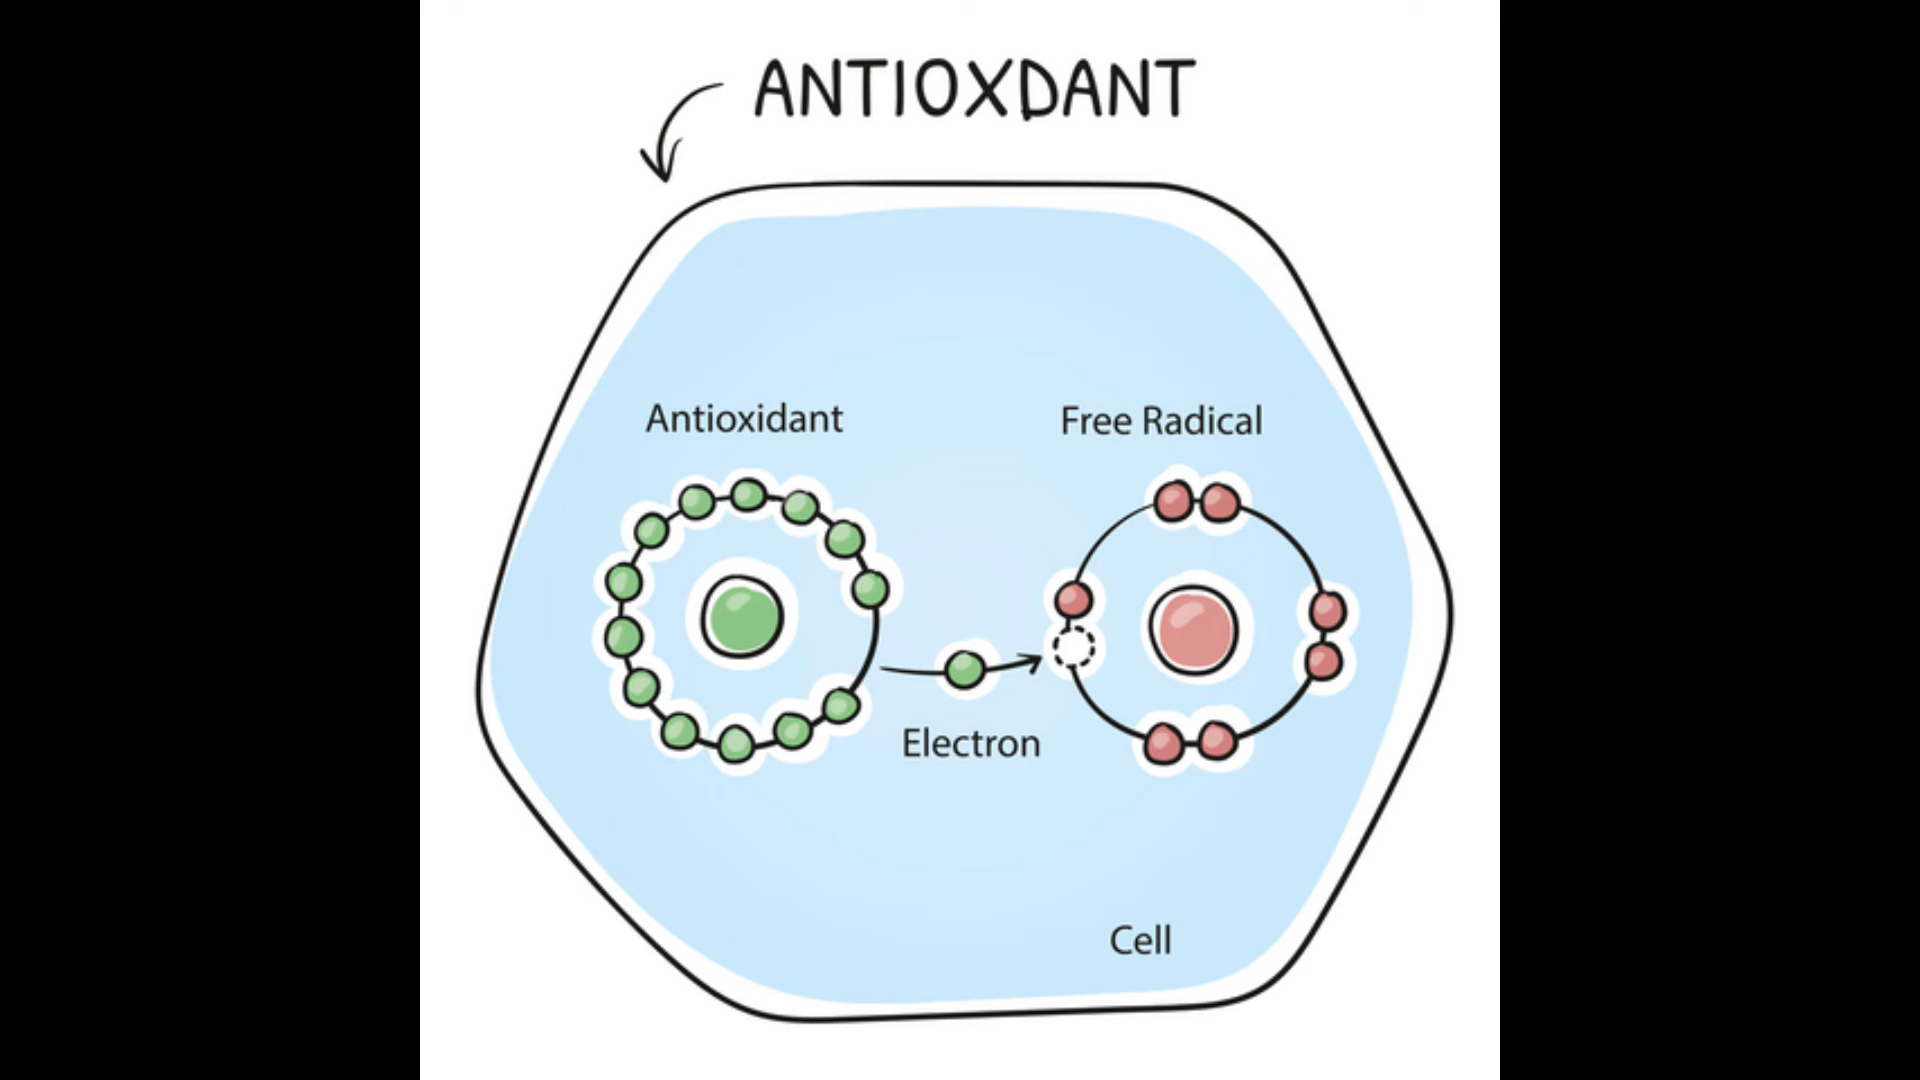 ANTIOXDANT
Antioxidant
Free Radical
Electron
Cell